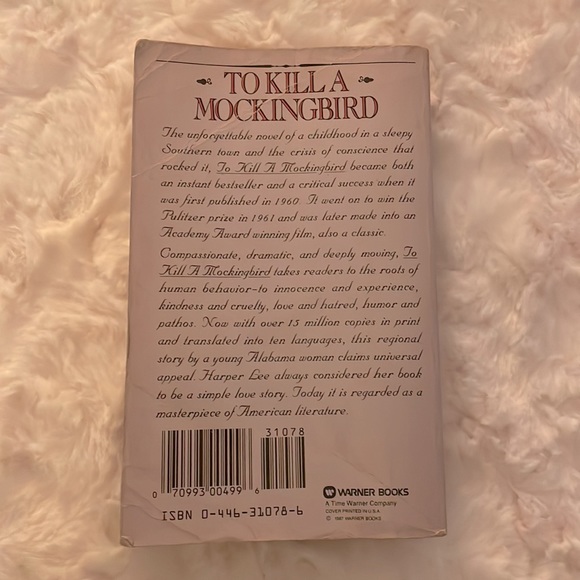 TO KILL A
MOCKINGBIRD
The unforgettable novel of a childhood in a sleepy
Southern town and the crisis of conscience that
rocked it, To Kill A Mockingbird became both
an instant bestseller and a critical success when it
was first published in 1960. It went on to win the
Pulitzer prize in 1961 and was later made into an
Academy Award winning film, also a classic.
Compassionate, dramatic, and deeply moving, To
Kill A Mockingbird takes readers to the roots of
human behavior–to innocence and experience,
kindness and cruelty, love and hatred, humor and
pathos. Now with over 15 million copies in print
and translated into ten languages, this regional
story by a young Alabama woman claims universal
appeal. Harper Lee always considered her book
to be a simple love story. Today it is regarded as a
masterpiece of American literature.
31078
0 70993 00499 6
ISBN 0-446-31078-6
W WARNER BOOKS
A Time Warner Company
COVER PRINTED IN U.S.A.
© 1987 WARNER BOOKS